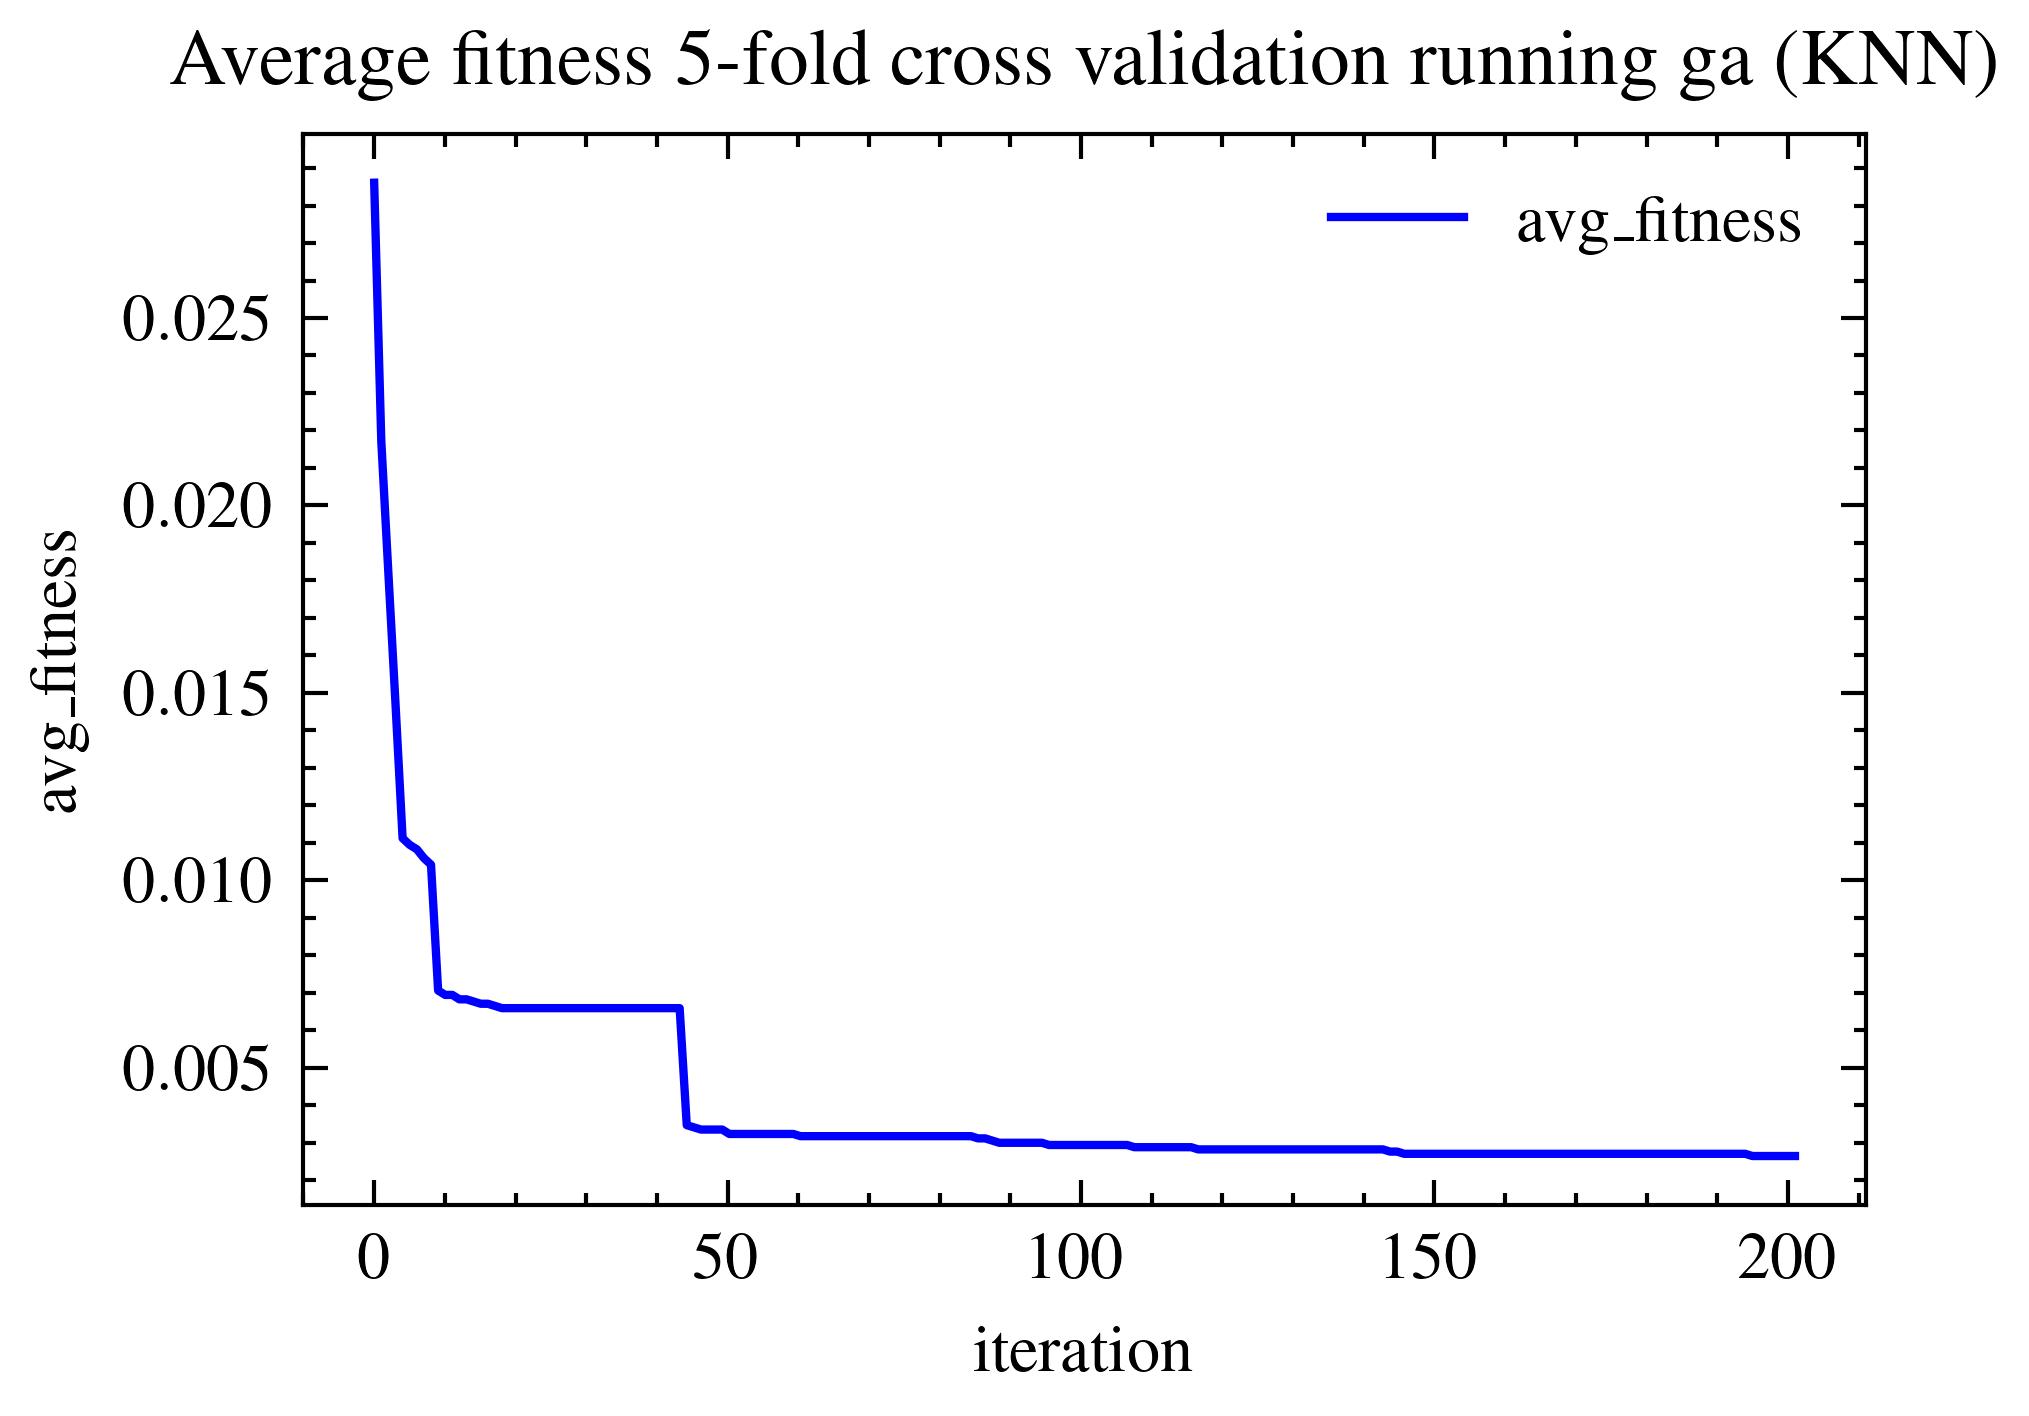 Average fitness 5-fold cross validation running ga (KNN)
avg_fitness
avg_fitness
0.025
0.020
0.015
0.010
0.005
0 50 100 150 200
iteration